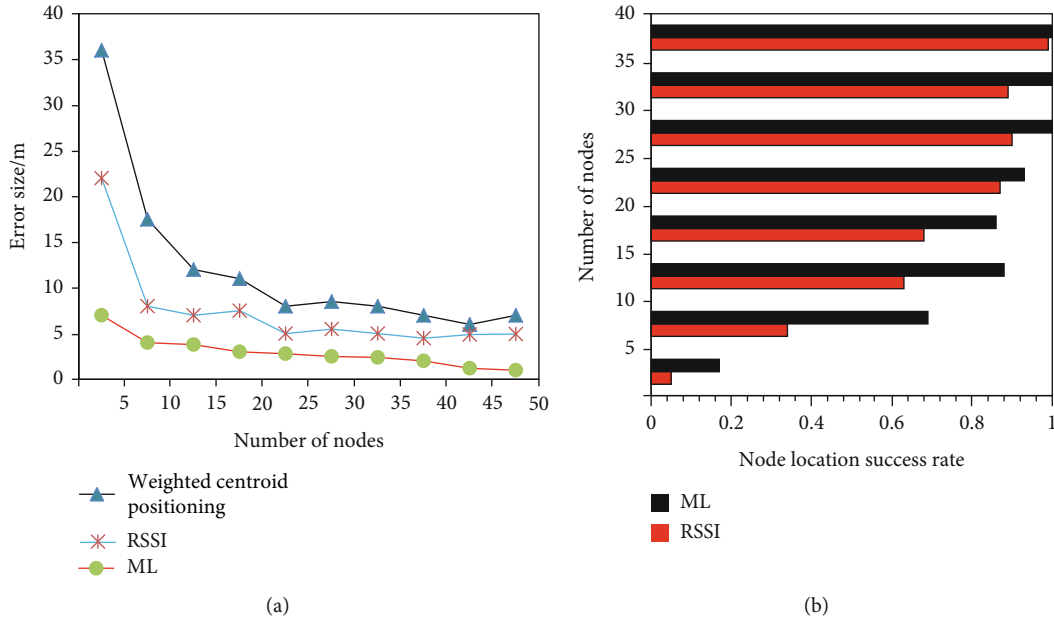 40
35
30
25
20
15
10
5
0
Error size/m
5 10 15 20 25 30 35 40 45 50
Number of nodes
Weighted centroid
positioning
RSSI
ML
(a)
40
35
30
25
20
15
10
5
Number of nodes
0 0.2 0.4 0.6 0.8 1
Node location success rate
ML
RSSI
(b)